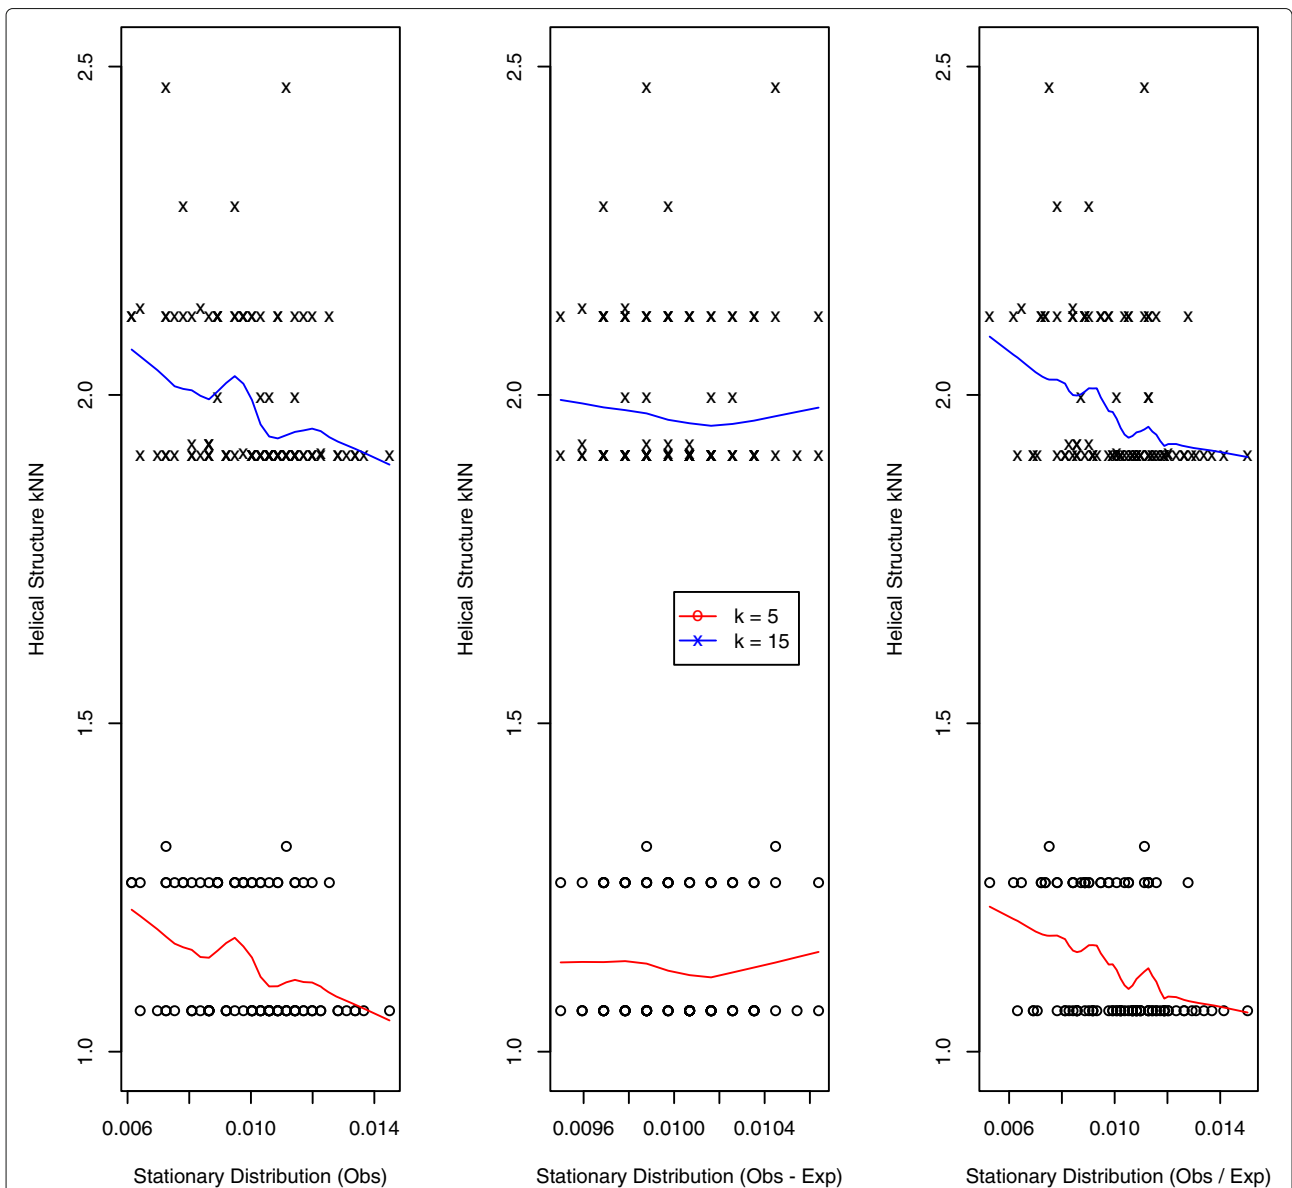 2.5
2.0
1.5
1.0
Helical Structure kNN
0.006 0.010 0.014
Stationary Distribution (Obs)
2.5
2.0
1.5
1.0
Helical Structure kNN
k = 5
k = 15
0.0096 0.0100 0.0104
Stationary Distribution (Obs - Exp)
2.5
2.0
1.5
1.0
Helical Structure kNN
0.006 0.010 0.014
Stationary Distribution (Obs / Exp)